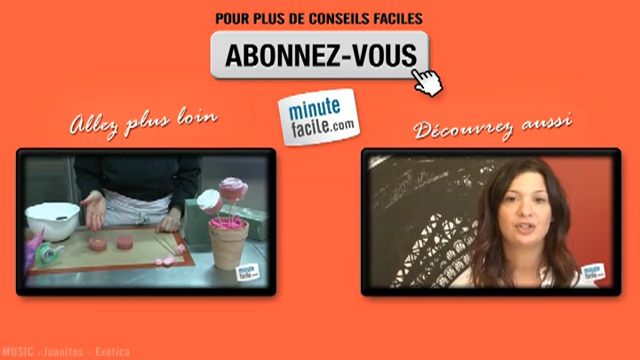 POUR PLUS DE CONSEILS FACILES
ABONNEZ-VOUS
minute
facile.com
Allez plus loin
Découvrez aussi
minute
facile.com
minute
facile.com
MUSIC - Juanitos - Exotica